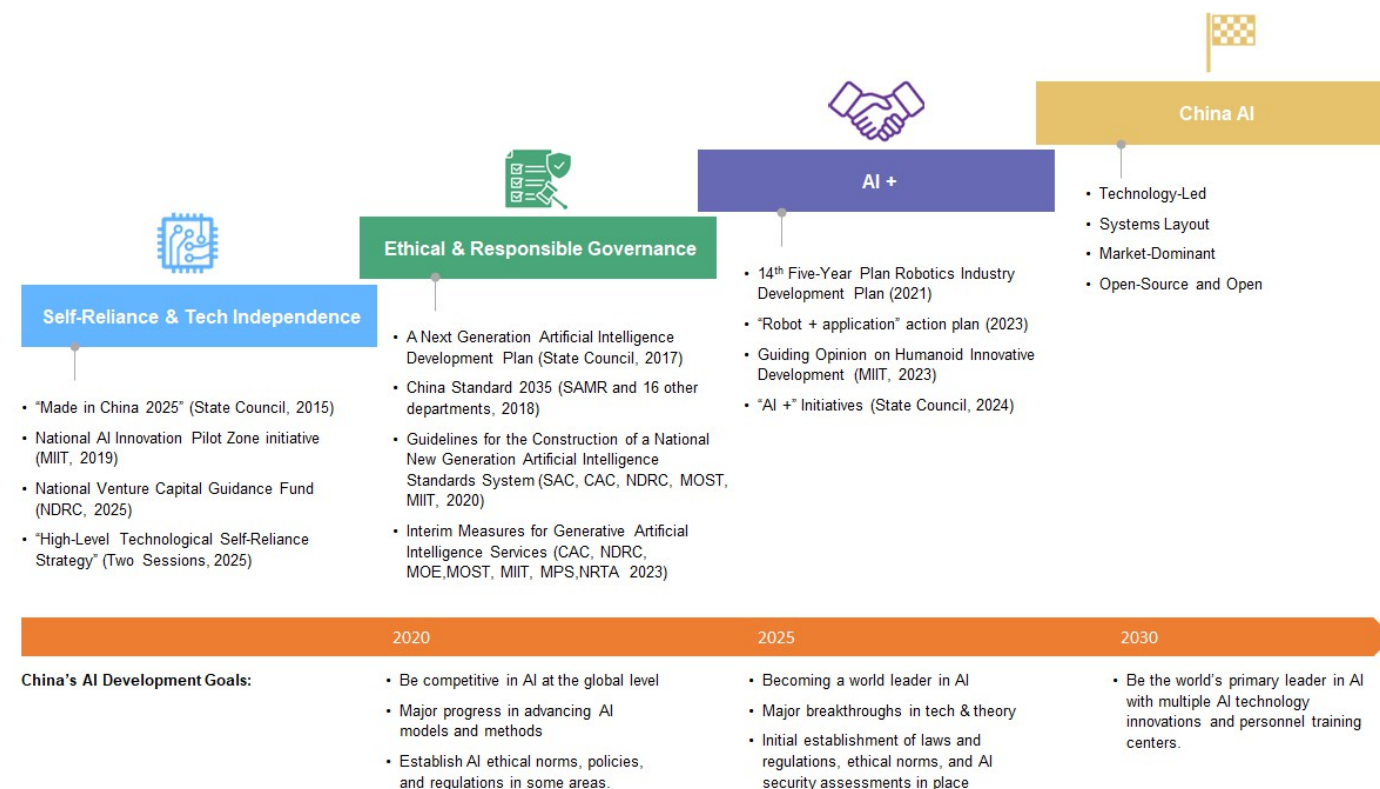 China AI
• Technology-Led
• Systems Layout
• Market-Dominant
• Open-Source and Open
AI +
• 14th Five-Year Plan Robotics Industry
Development Plan (2021)
• “Robot + application” action plan (2023)
• Guiding Opinion on Humanoid Innovative
Development (MIIT, 2023)
• “AI +” Initiatives (State Council, 2024)
Ethical & Responsible Governance
• A Next Generation Artificial Intelligence
Development Plan (State Council, 2017)
• China Standard 2035 (SAMR and 16 other
departments, 2018)
• Guidelines for the Construction of a National
New Generation Artificial Intelligence
Standards System (SAC, CAC, NDRC, MOST,
MIIT, 2020)
• Interim Measures for Generative Artificial
Intelligence Services (CAC, NDRC,
MOE,MOST, MIIT, MPS,NRTA 2023)
Self-Reliance & Tech Independence
• “Made in China 2025” (State Council, 2015)
• National AI Innovation Pilot Zone initiative
(MIIT, 2019)
• National Venture Capital Guidance Fund
(NDRC, 2025)
• “High-Level Technological Self-Reliance
Strategy” (Two Sessions, 2025)
2020
2025
2030
China’s AI Development Goals:
• Be competitive in AI at the global level
• Major progress in advancing AI
models and methods
• Establish AI ethical norms, policies,
and regulations in some areas.
• Becoming a world leader in AI
• Major breakthroughs in tech & theory
• Initial establishment of laws and
regulations, ethical norms, and AI
security assessments in place
• Be the world’s primary leader in AI
with multiple AI technology
innovations and personnel training
centers.